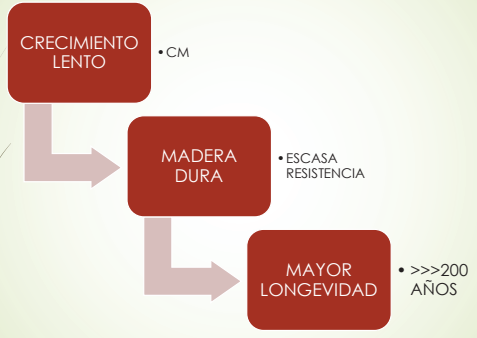 CRECIMIENTO
LENTO
• CM
MADERA
DURA
• ESCASA
RESISTENCIA
MAYOR
LONGEVIDAD
• >>>200
AÑOS